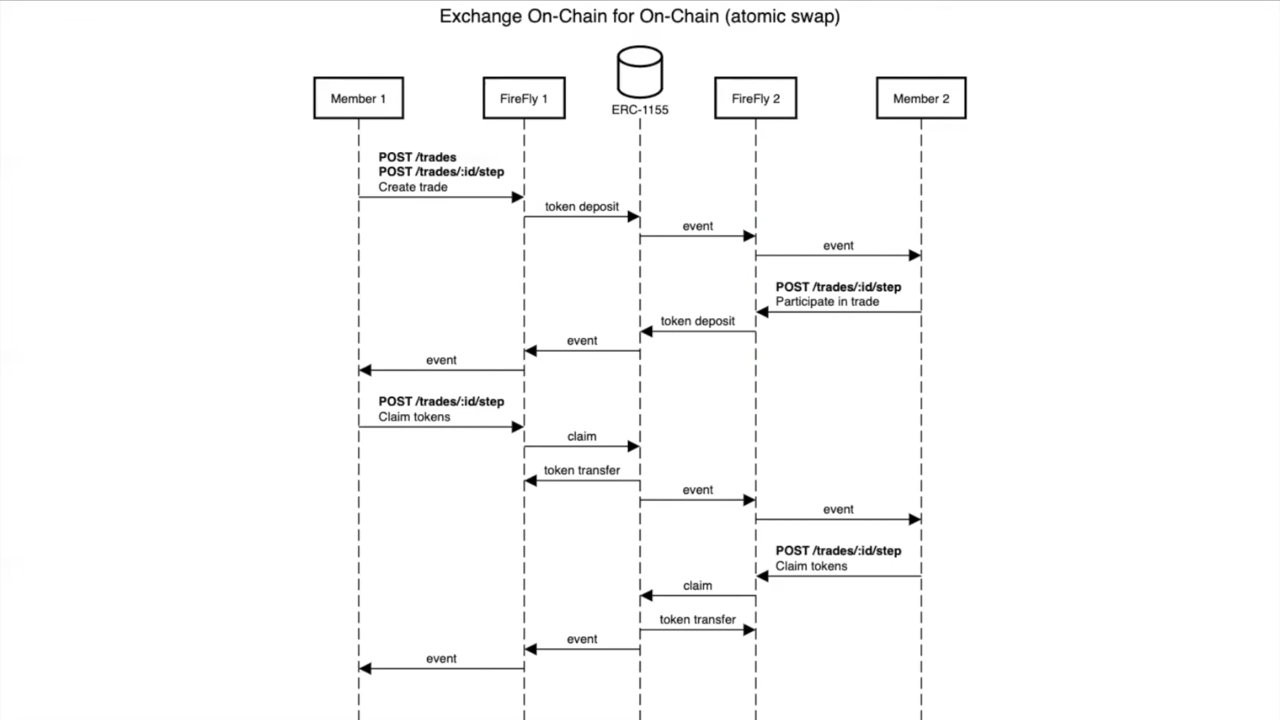 Exchange On-Chain for On-Chain (atomic swap)
Member 1
FireFly 1
ERC-1155
FireFly 2
Member 2
POST /trades
POST /trades/:id/step
Create trade
token deposit
event
event
POST /trades/:id/step
Participate in trade
token deposit
event
event
POST /trades/:id/step
Claim tokens
claim
token transfer
event
event
POST /trades/:id/step
Claim tokens
claim
token transfer
event
event